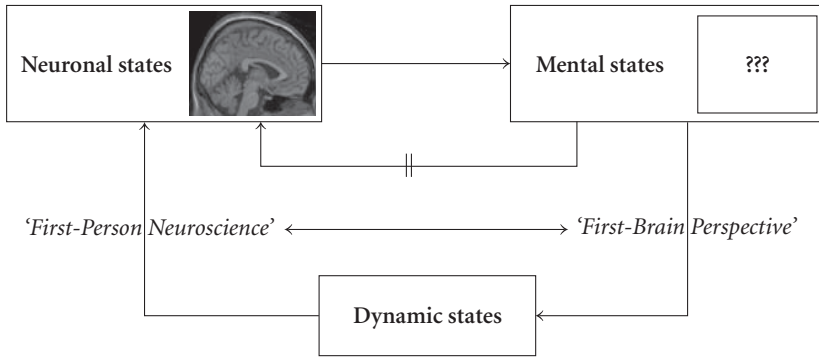 Neuronal states
Mental states
???
‘First-Person Neuroscience’
‘First-Brain Perspective’
Dynamic states